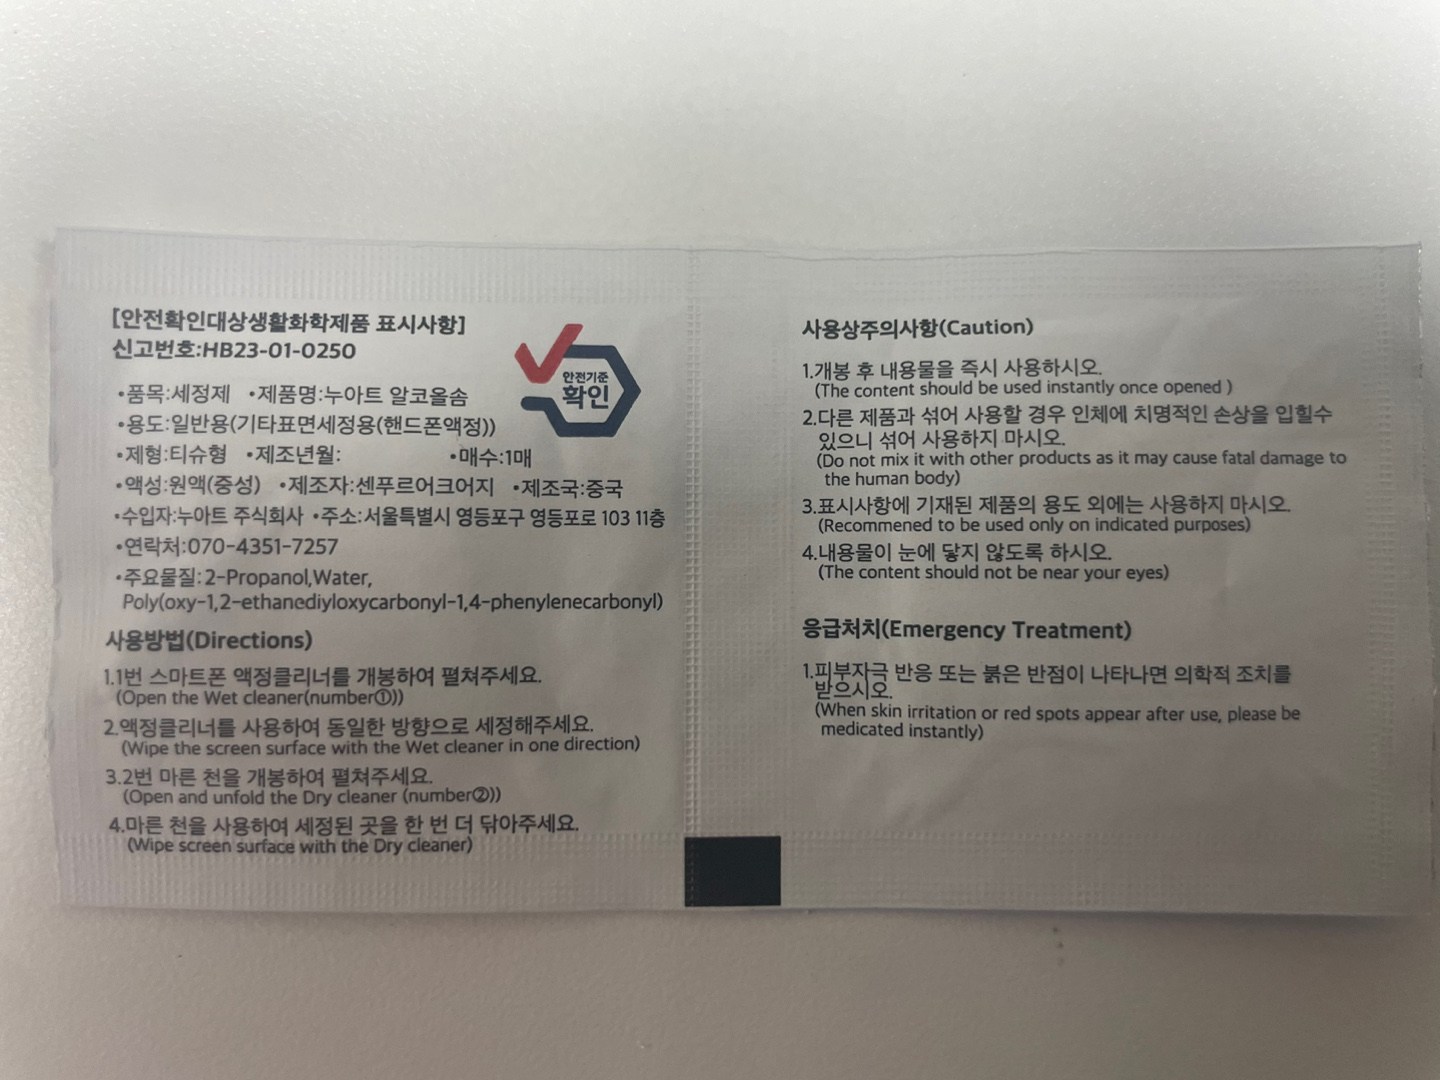 [안전확인대상생활화학제품 표시사항]
신고번호:HB23-01-0250
안전기준
확인
•품목:세정제 •제품명:누아트 알코올솜
•용도:일반용(기타표면세정용(핸드폰액정))
•제형:티슈형 •제조년월: •매수:1매
•액성:원액(중성) •제조자:센푸르어크어지 •제조국:중국
•수입자:누아트 주식회사 •주소:서울특별시 영등포구 영등포로 103 11층
•연락처:070-4351-7257
•주요물질:2-Propanol,Water,
Poly(oxy-1,2-ethanediyloxycarbonyl-1,4-phenylenecarbonyl)
사용방법(Directions)
1.1번 스마트폰 액정클리너를 개봉하여 펼쳐주세요.
(Open the Wet cleaner(number①))
2.액정클리너를 사용하여 동일한 방향으로 세정해주세요.
(Wipe the screen surface with the Wet cleaner in one direction)
3.2번 마른 천을 개봉하여 펼쳐주세요.
(Open and unfold the Dry cleaner (number②))
4.마른 천을 사용하여 세정된 곳을 한 번 더 닦아주세요.
(Wipe screen surface with the Dry cleaner)
사용상주의사항(Caution)
1.개봉 후 내용물을 즉시 사용하시오.
(The content should be used instantly once opened )
2.다른 제품과 섞어 사용할 경우 인체에 치명적인 손상을 입힐수
있으니 섞어 사용하지 마시오.
(Do not mix it with other products as it may cause fatal damage to
the human body)
3.표시사항에 기재된 제품의 용도 외에는 사용하지 마시오.
(Recommened to be used only on indicated purposes)
4.내용물이 눈에 닿지 않도록 하시오.
(The content should not be near your eyes)
응급처치(Emergency Treatment)
1.피부자극 반응 또는 붉은 반점이 나타나면 의학적 조치를
받으시오.
(When skin irritation or red spots appear after use, please be
medicated instantly)